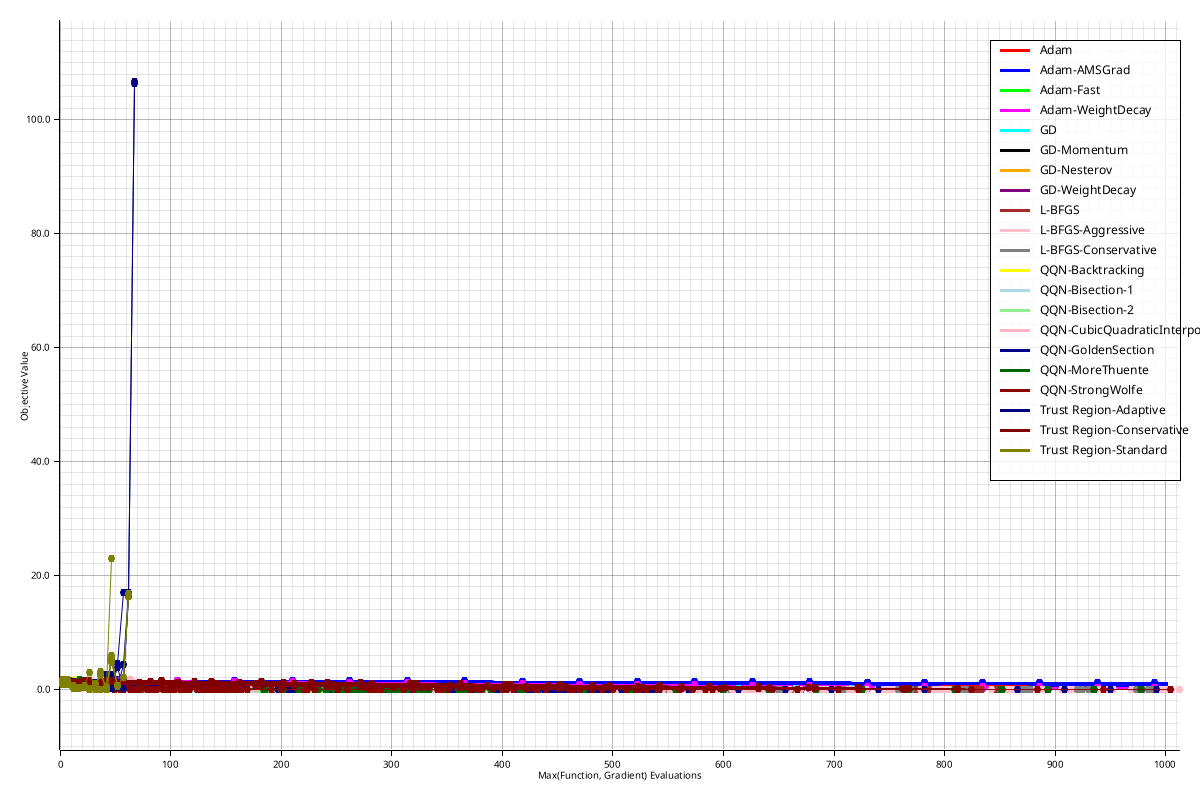 Adam
Adam-AMSGrad
Adam-Fast
Adam-WeightDecay
GD
GD-Momentum
GD-Nesterov
GD-WeightDecay
L-BFGS
L-BFGS-Aggressive
L-BFGS-Conservative
QQN-Backtracking
QQN-Bisection-1
QQN-Bisection-2
QQN-CubicQuadraticInterpo
QQN-GoldenSection
QQN-MoreThuente
QQN-StrongWolfe
Trust Region-Adaptive
Trust Region-Conservative
Trust Region-Standard
Objective Value
100.0
80.0
60.0
40.0
20.0
0.0
0 100 200 300 400 500 600 700 800 900 1000
Max(Function, Gradient) Evaluations